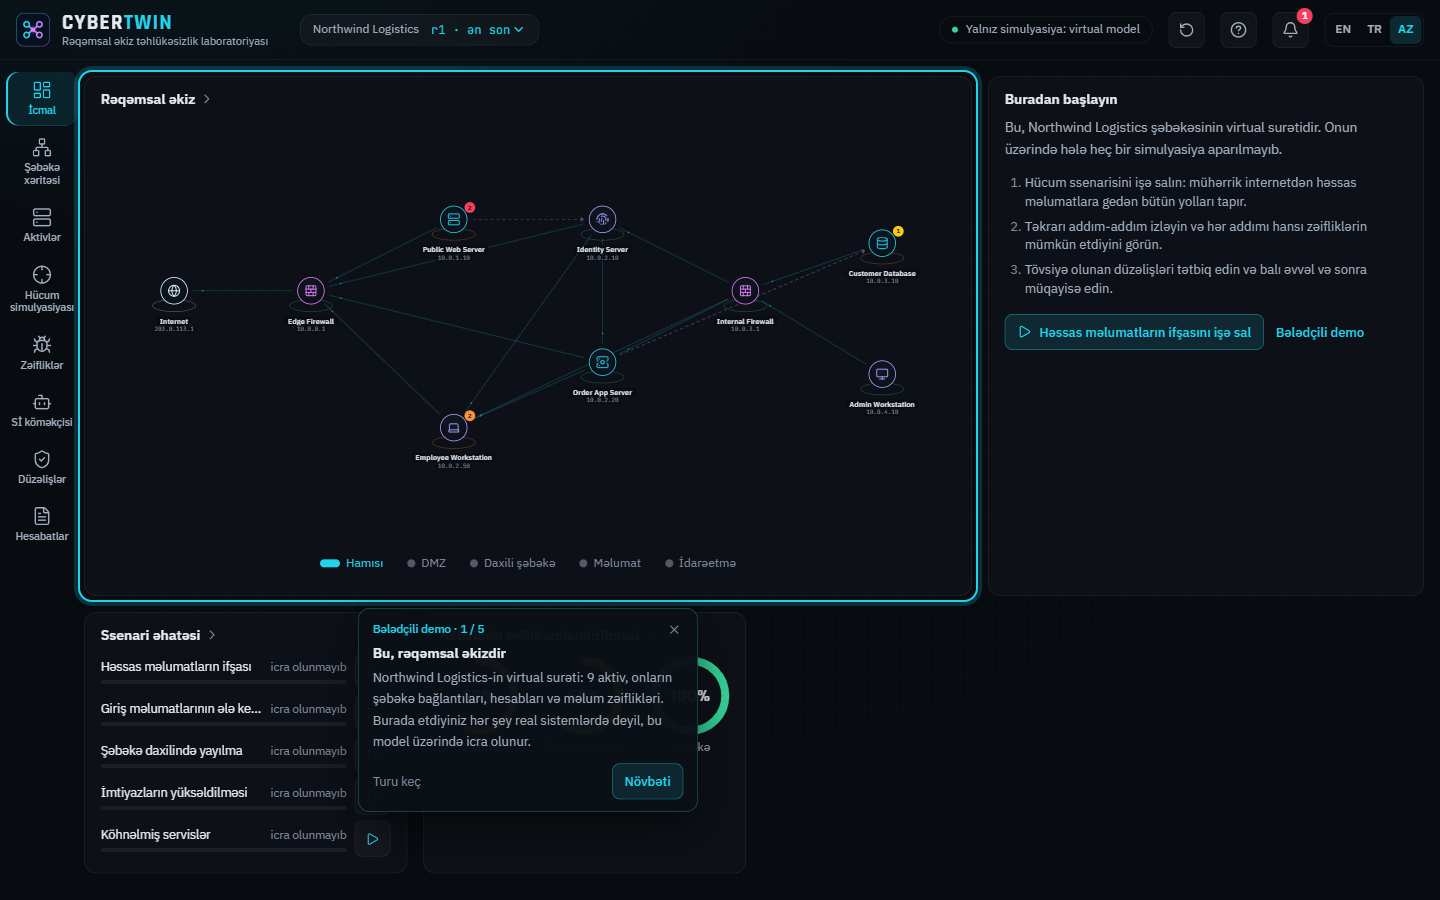 CYBERTWIN
Rəqəmsal əkiz təhlükəsizlik laboratoriyası
Northwind Logistics r1 · ən son
Yalnız simulyasiya: virtual model
1
EN TR AZ
İcmal
Şəbəkə
xəritəsi
Aktivlər
Hücum
simulyasiyası
Zəifliklər
Sİ köməkçisi
Düzəlişlər
Hesabatlar
Rəqəmsal əkiz
2
Public Web Server
10.0.1.10
Identity Server
10.0.2.10
1
Customer Database
10.0.3.10
Internet
203.0.113.1
Edge Firewall
10.0.0.1
Internal Firewall
10.0.3.1
Order App Server
10.0.2.20
Admin Workstation
10.0.4.10
2
Employee Workstation
10.0.2.50
Hamısı DMZ Daxili şəbəkə Məlumat İdarəetmə
Buradan başlayın
Bu, Northwind Logistics şəbəkəsinin virtual surətidir. Onun
üzərində hələ heç bir simulyasiya aparılmayıb.
1. Hücum ssenarisini işə salın: mühərrik internetdən həssas
məlumatlara gedən bütün yolları tapır.
2. Təkrarı addım-addım izləyin və hər addımı hansı zəifliklərin
mümkün etdiyini görün.
3. Tövsiyə olunan düzəlişləri tətbiq edin və balı əvvəl və sonra
müqayisə edin.
Həssas məlumatların ifşasını işə sal
Bələdçili demo
Ssenari əhatəsi
Həssas məlumatların ifşası icra olunmayıb
Giriş məlumatlarının ələ ke... icra olunmayıb
Şəbəkə daxilində yayılma icra olunmayıb
İmtiyazların yüksəldilməsi icra olunmayıb
Köhnəlmiş servislər icra olunmayıb
Bələdçili demo · 1 / 5
Bu, rəqəmsal əkizdir
Northwind Logistics-in virtual surəti: 9 aktiv, onların
şəbəkə bağlantıları, hesabları və məlum zəiflikləri.
Burada etdiyiniz hər şey real sistemlərdə deyil, bu
model üzərində icra olunur.
Turu keç
Növbəti